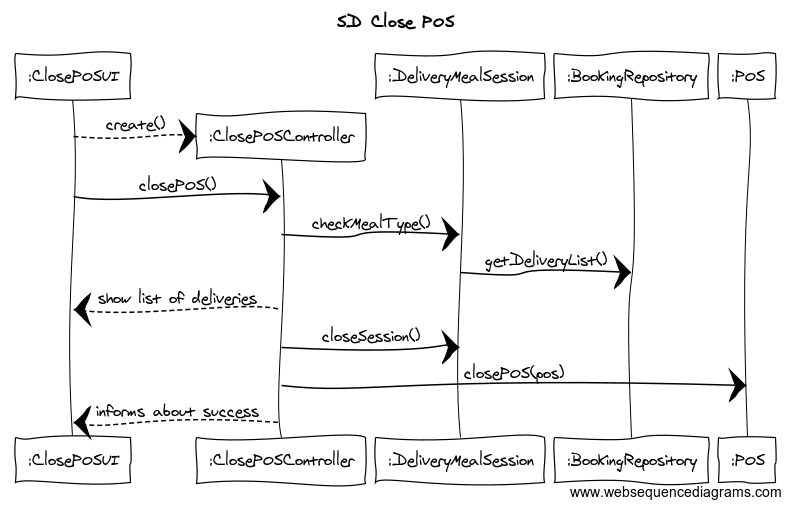 SD Close POS
:ClosePOSUI
:DeliveryMealSession
:BookingRepository
:POS
create()
:ClosePOSController
closePOS()
checkMealType()
getDeliveryList()
show list of deliveries
closeSession()
closePOS(pos)
informs about success
:ClosePOSUI
:ClosePOSController
:DeliveryMealSession
:BookingRepository
:POS
www.websequencediagrams.com